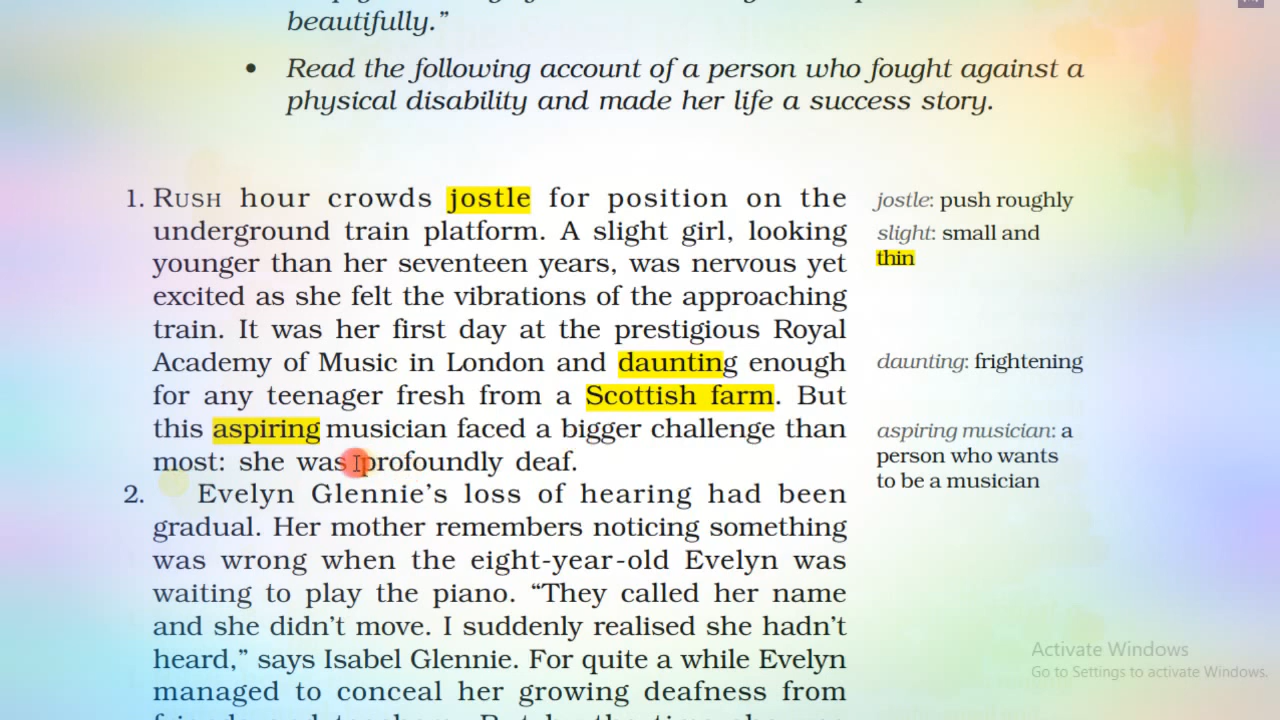 beautifully.”
• Read the following account of a person who fought against a
physical disability and made her life a success story.
1. RUSH hour crowds jostle for position on the
underground train platform. A slight girl, looking
younger than her seventeen years, was nervous yet
excited as she felt the vibrations of the approaching
train. It was her first day at the prestigious Royal
Academy of Music in London and daunting enough
for any teenager fresh from a Scottish farm. But
this aspiring musician faced a bigger challenge than
most: she was profoundly deaf.
2. Evelyn Glennie’s loss of hearing had been
gradual. Her mother remembers noticing something
was wrong when the eight-year-old Evelyn was
waiting to play the piano. “They called her name
and she didn’t move. I suddenly realised she hadn’t
heard,” says Isabel Glennie. For quite a while Evelyn
managed to conceal her growing deafness from
jostle: push roughly
slight: small and
thin
daunting: frightening
aspiring musician: a
person who wants
to be a musician
Activate Windows
Go to Settings to activate Windows.